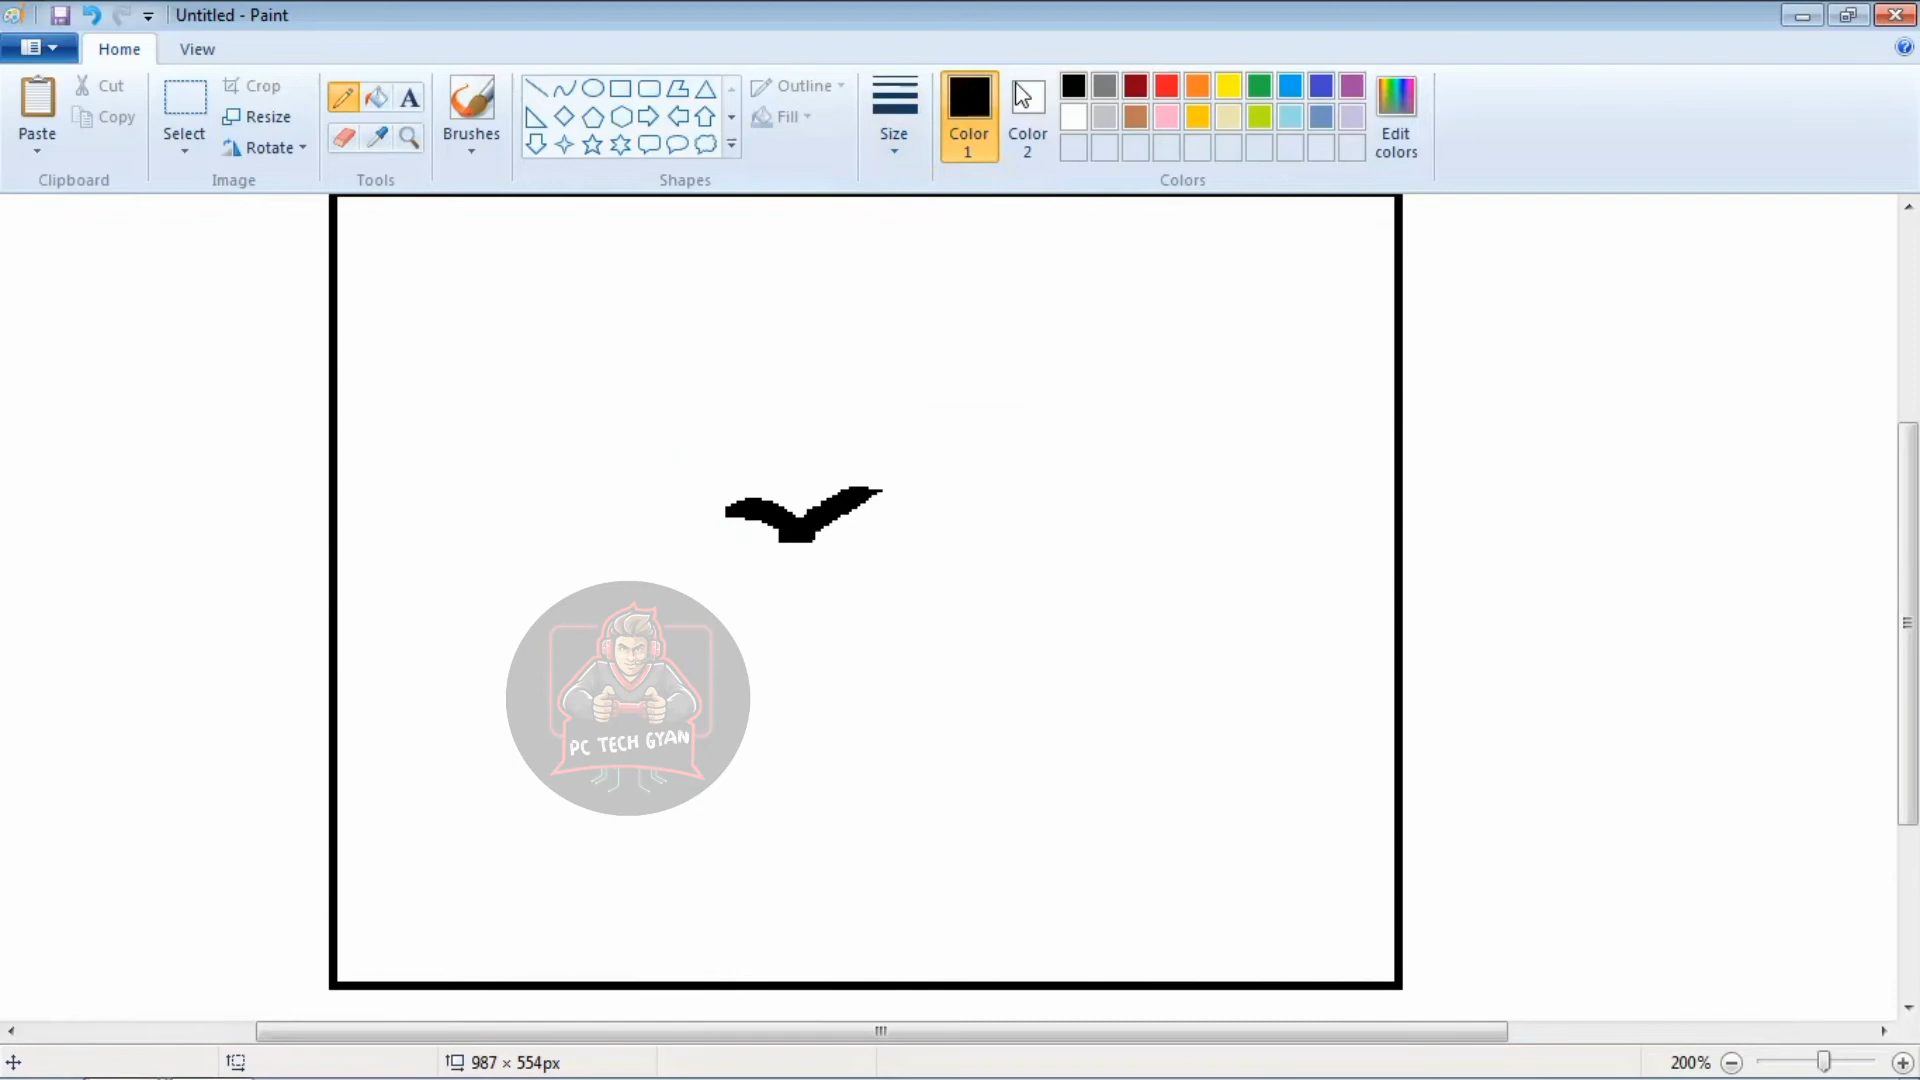 Untitled - Paint
Home View
Paste
Cut
Copy
Clipboard
Select
Crop
Resize
Rotate
Image
A
Tools
Brushes
Outline
Fill
Shapes
Size
Color 1
Color 2
Edit colors
Colors
PC TECH GYAN
987 × 554px
200%